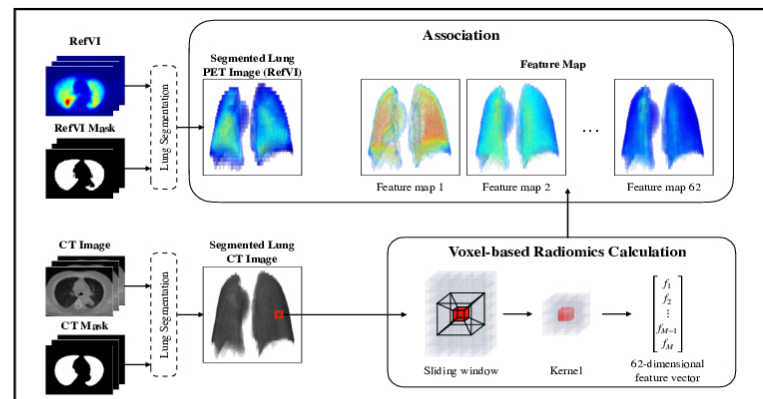 RefVI
RefVI Mask
Lung Segmentation
Association
Segmented Lung
PET Image (RefVI)
Feature Map
...
Feature map 1
Feature map 2
Feature map 62
CT Image
CT Mask
Lung Segmentation
Segmented Lung
CT Image
Voxel-based Radiomics Calculation
Sliding window
Kernel
f₁
f₂
⋮
f_{M−1}
f_M
62-dimensional
feature vector